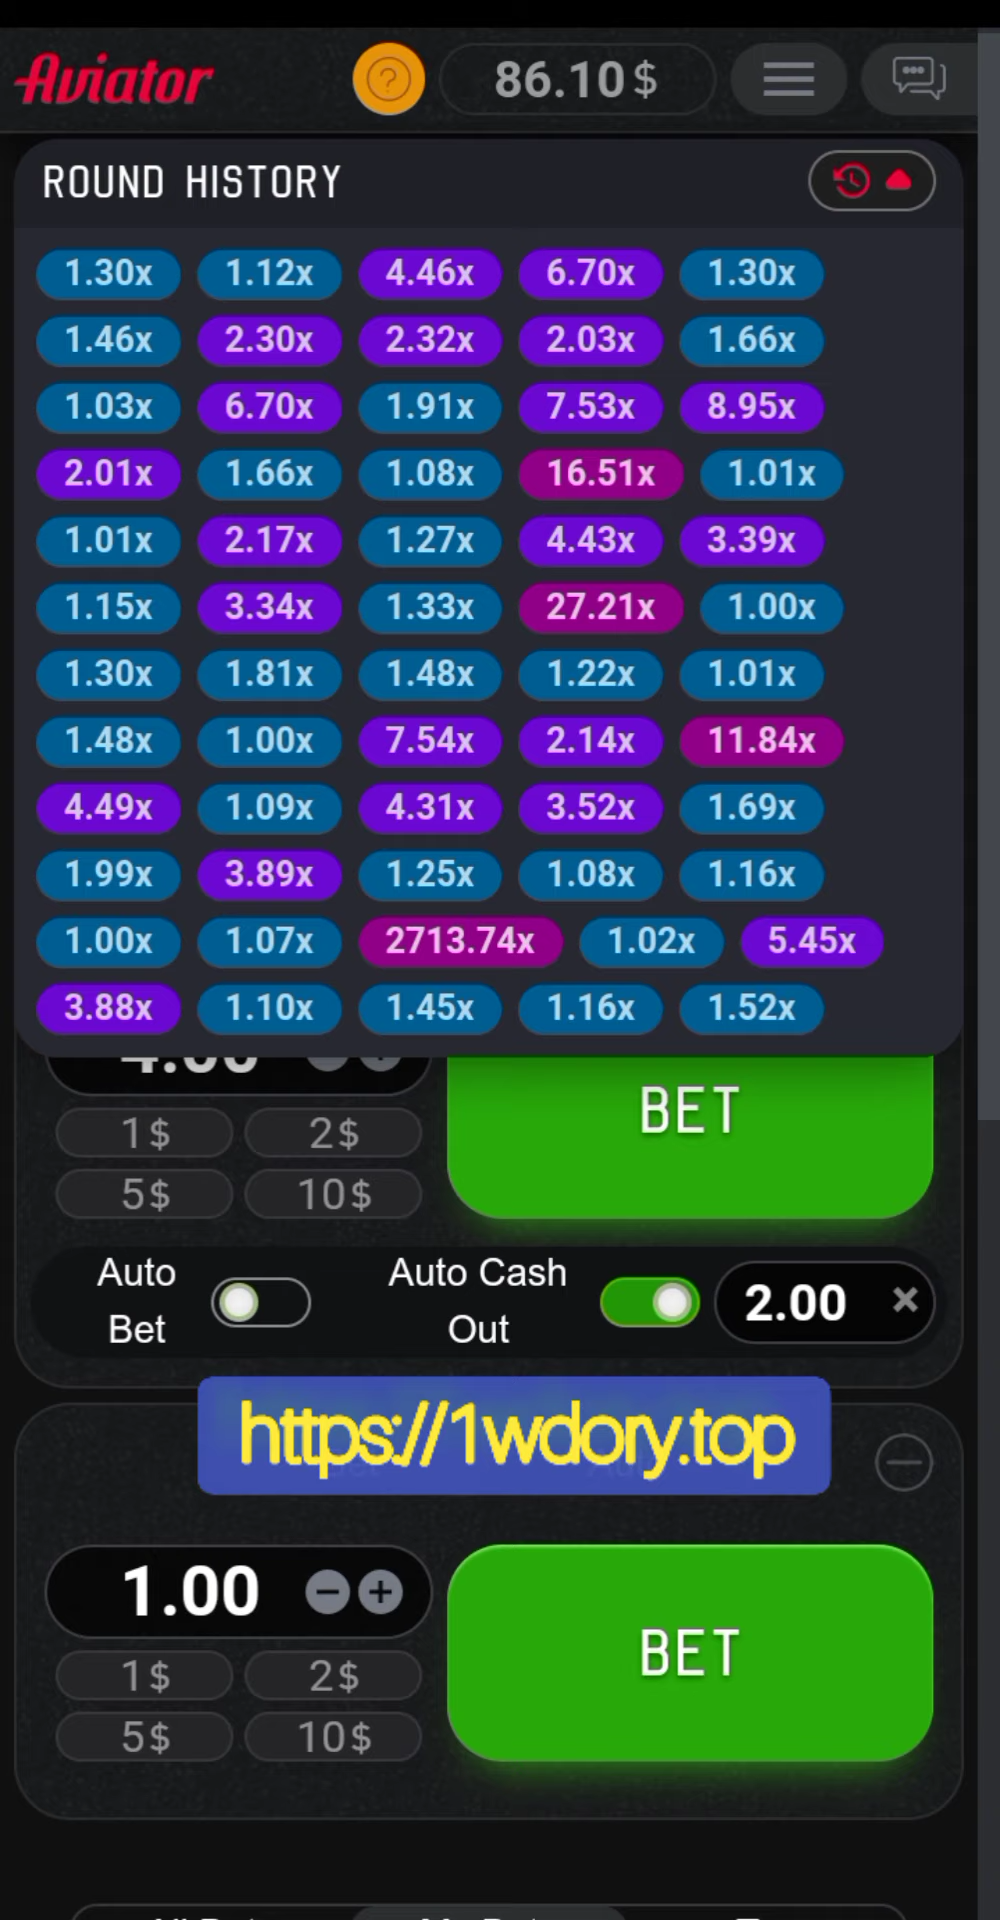 Aviator
86.10 $
ROUND HISTORY
1.30x 1.12x 4.46x 6.70x 1.30x
1.46x 2.30x 2.32x 2.03x 1.66x
1.03x 6.70x 1.91x 7.53x 8.95x
2.01x 1.66x 1.08x 16.51x 1.01x
1.01x 2.17x 1.27x 4.43x 3.39x
1.15x 3.34x 1.33x 27.21x 1.00x
1.30x 1.81x 1.48x 1.22x 1.01x
1.48x 1.00x 7.54x 2.14x 11.84x
4.49x 1.09x 4.31x 3.52x 1.69x
1.99x 3.89x 1.25x 1.08x 1.16x
1.00x 1.07x 2713.74x 1.02x 5.45x
3.88x 1.10x 1.45x 1.16x 1.52x
4.00
BET
1$ 2$
5$ 10$
Auto Bet
Auto Cash Out
2.00
https://1wdory.top
1.00
BET
1$ 2$
5$ 10$